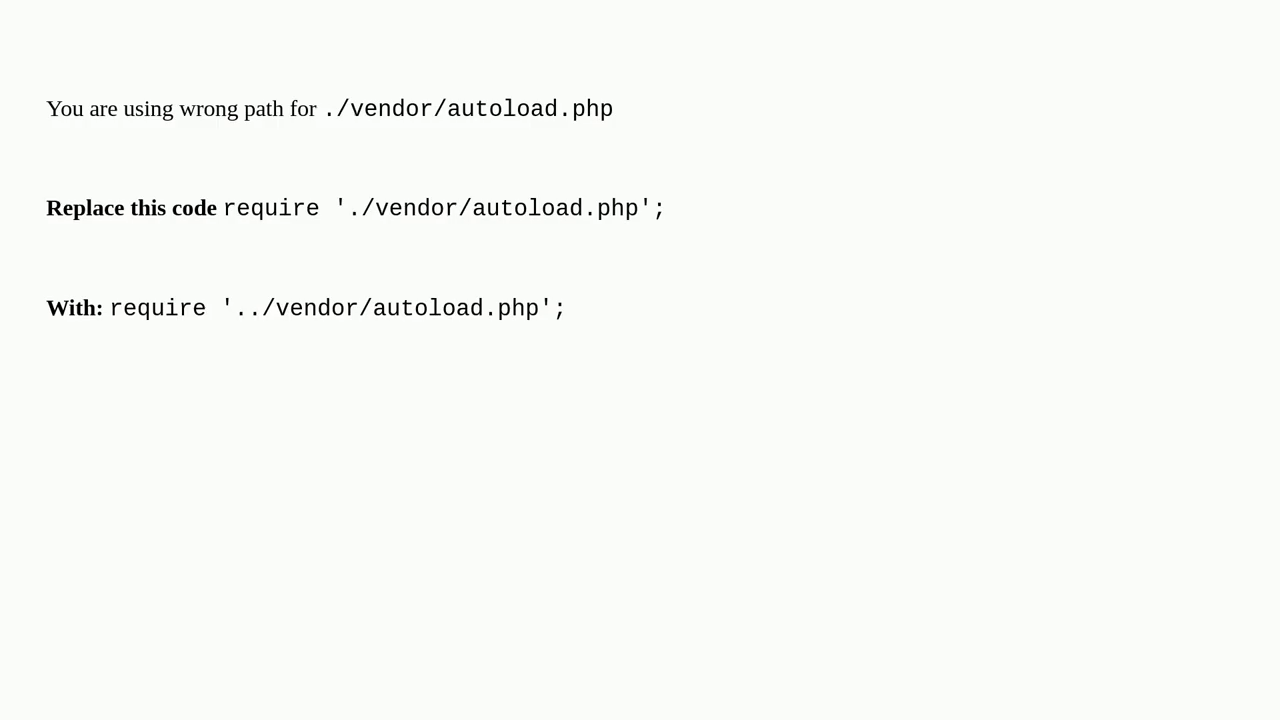 You are using wrong path for ./vendor/autoload.php
Replace this code require './vendor/autoload.php';
With: require '../vendor/autoload.php';